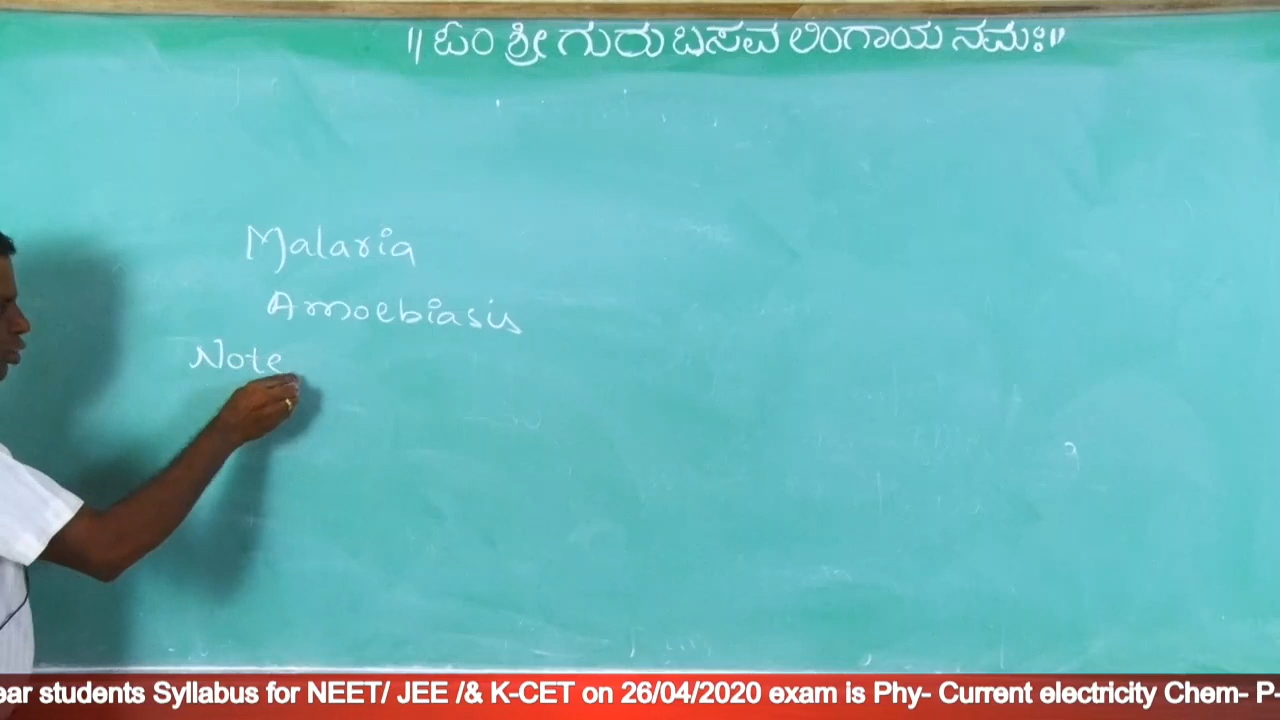 || ಓಂ ಶ್ರೀ ಗುರು ಬಸವ ಲಿಂಗಾಯ ನಮಃ||
Malaria
Amoebiasis
Note
ear students Syllabus for NEET/ JEE /& K-CET on 26/04/2020 exam is Phy- Current electricity Chem- P-